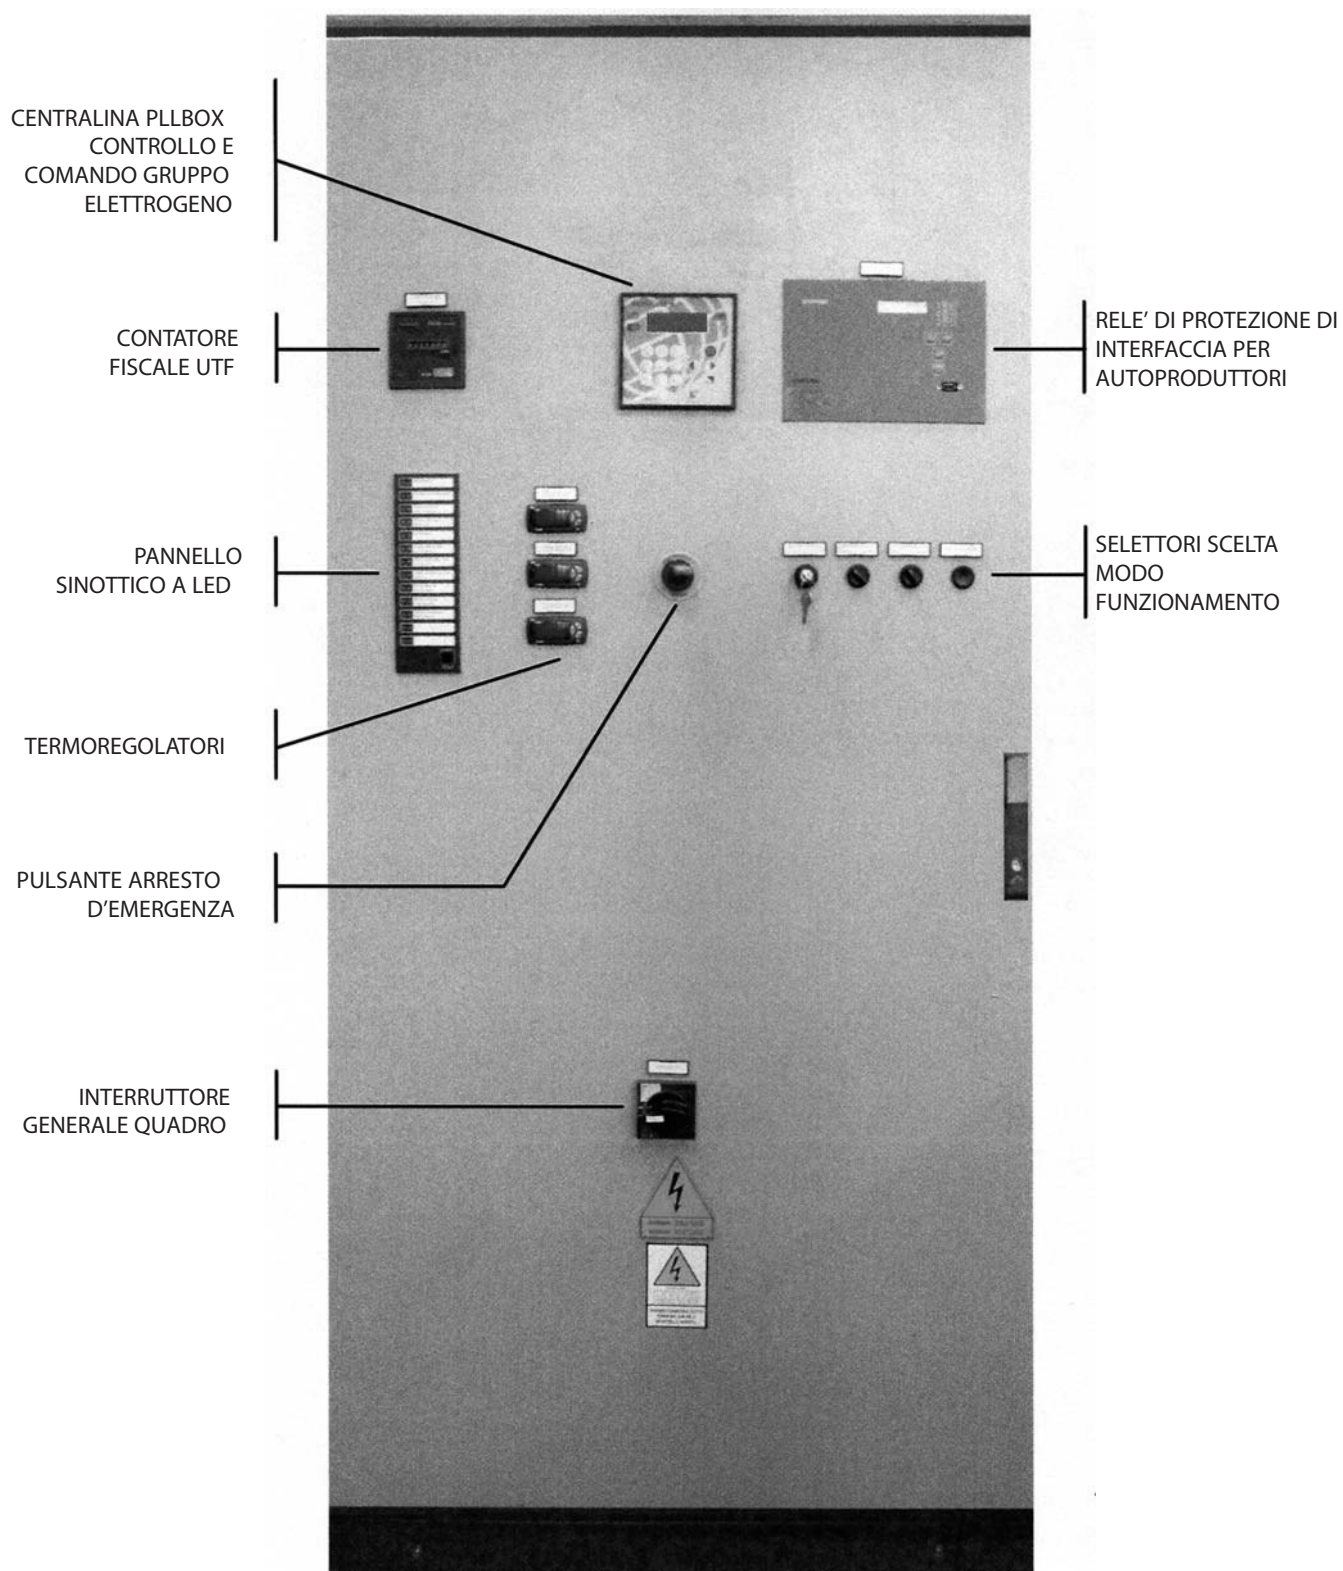 CENTRALINA PLLBOX
CONTROLLO E
COMANDO GRUPPO
ELETTROGENO
CONTATORE
FISCALE UTF
RELE’ DI PROTEZIONE DI
INTERFACCIA PER
AUTOPRODUTTORI
PANNELLO
SINOTTICO A LED
SELETTORI SCELTA
MODO
FUNZIONAMENTO
TERMOREGOLATORI
PULSANTE ARRESTO
D’EMERGENZA
INTERRUTTORE
GENERALE QUADRO